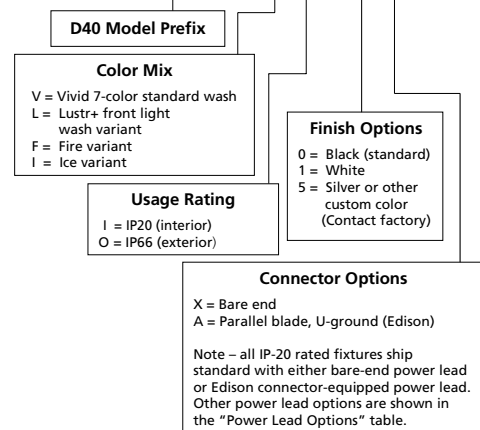 D40 Model Prefix
Color Mix
V = Vivid 7-color standard wash
L = Lustr+ front light
wash variant
F = Fire variant
I = Ice variant
Finish Options
0 = Black (standard)
1 = White
5 = Silver or other
custom color
(Contact factory)
Usage Rating
I = IP20 (interior)
O = IP66 (exterior)
Connector Options
X = Bare end
A = Parallel blade, U-ground (Edison)
Note – all IP-20 rated fixtures ship
standard with either bare-end power lead
or Edison connector-equipped power lead.
Other power lead options are shown in
the “Power Lead Options” table.